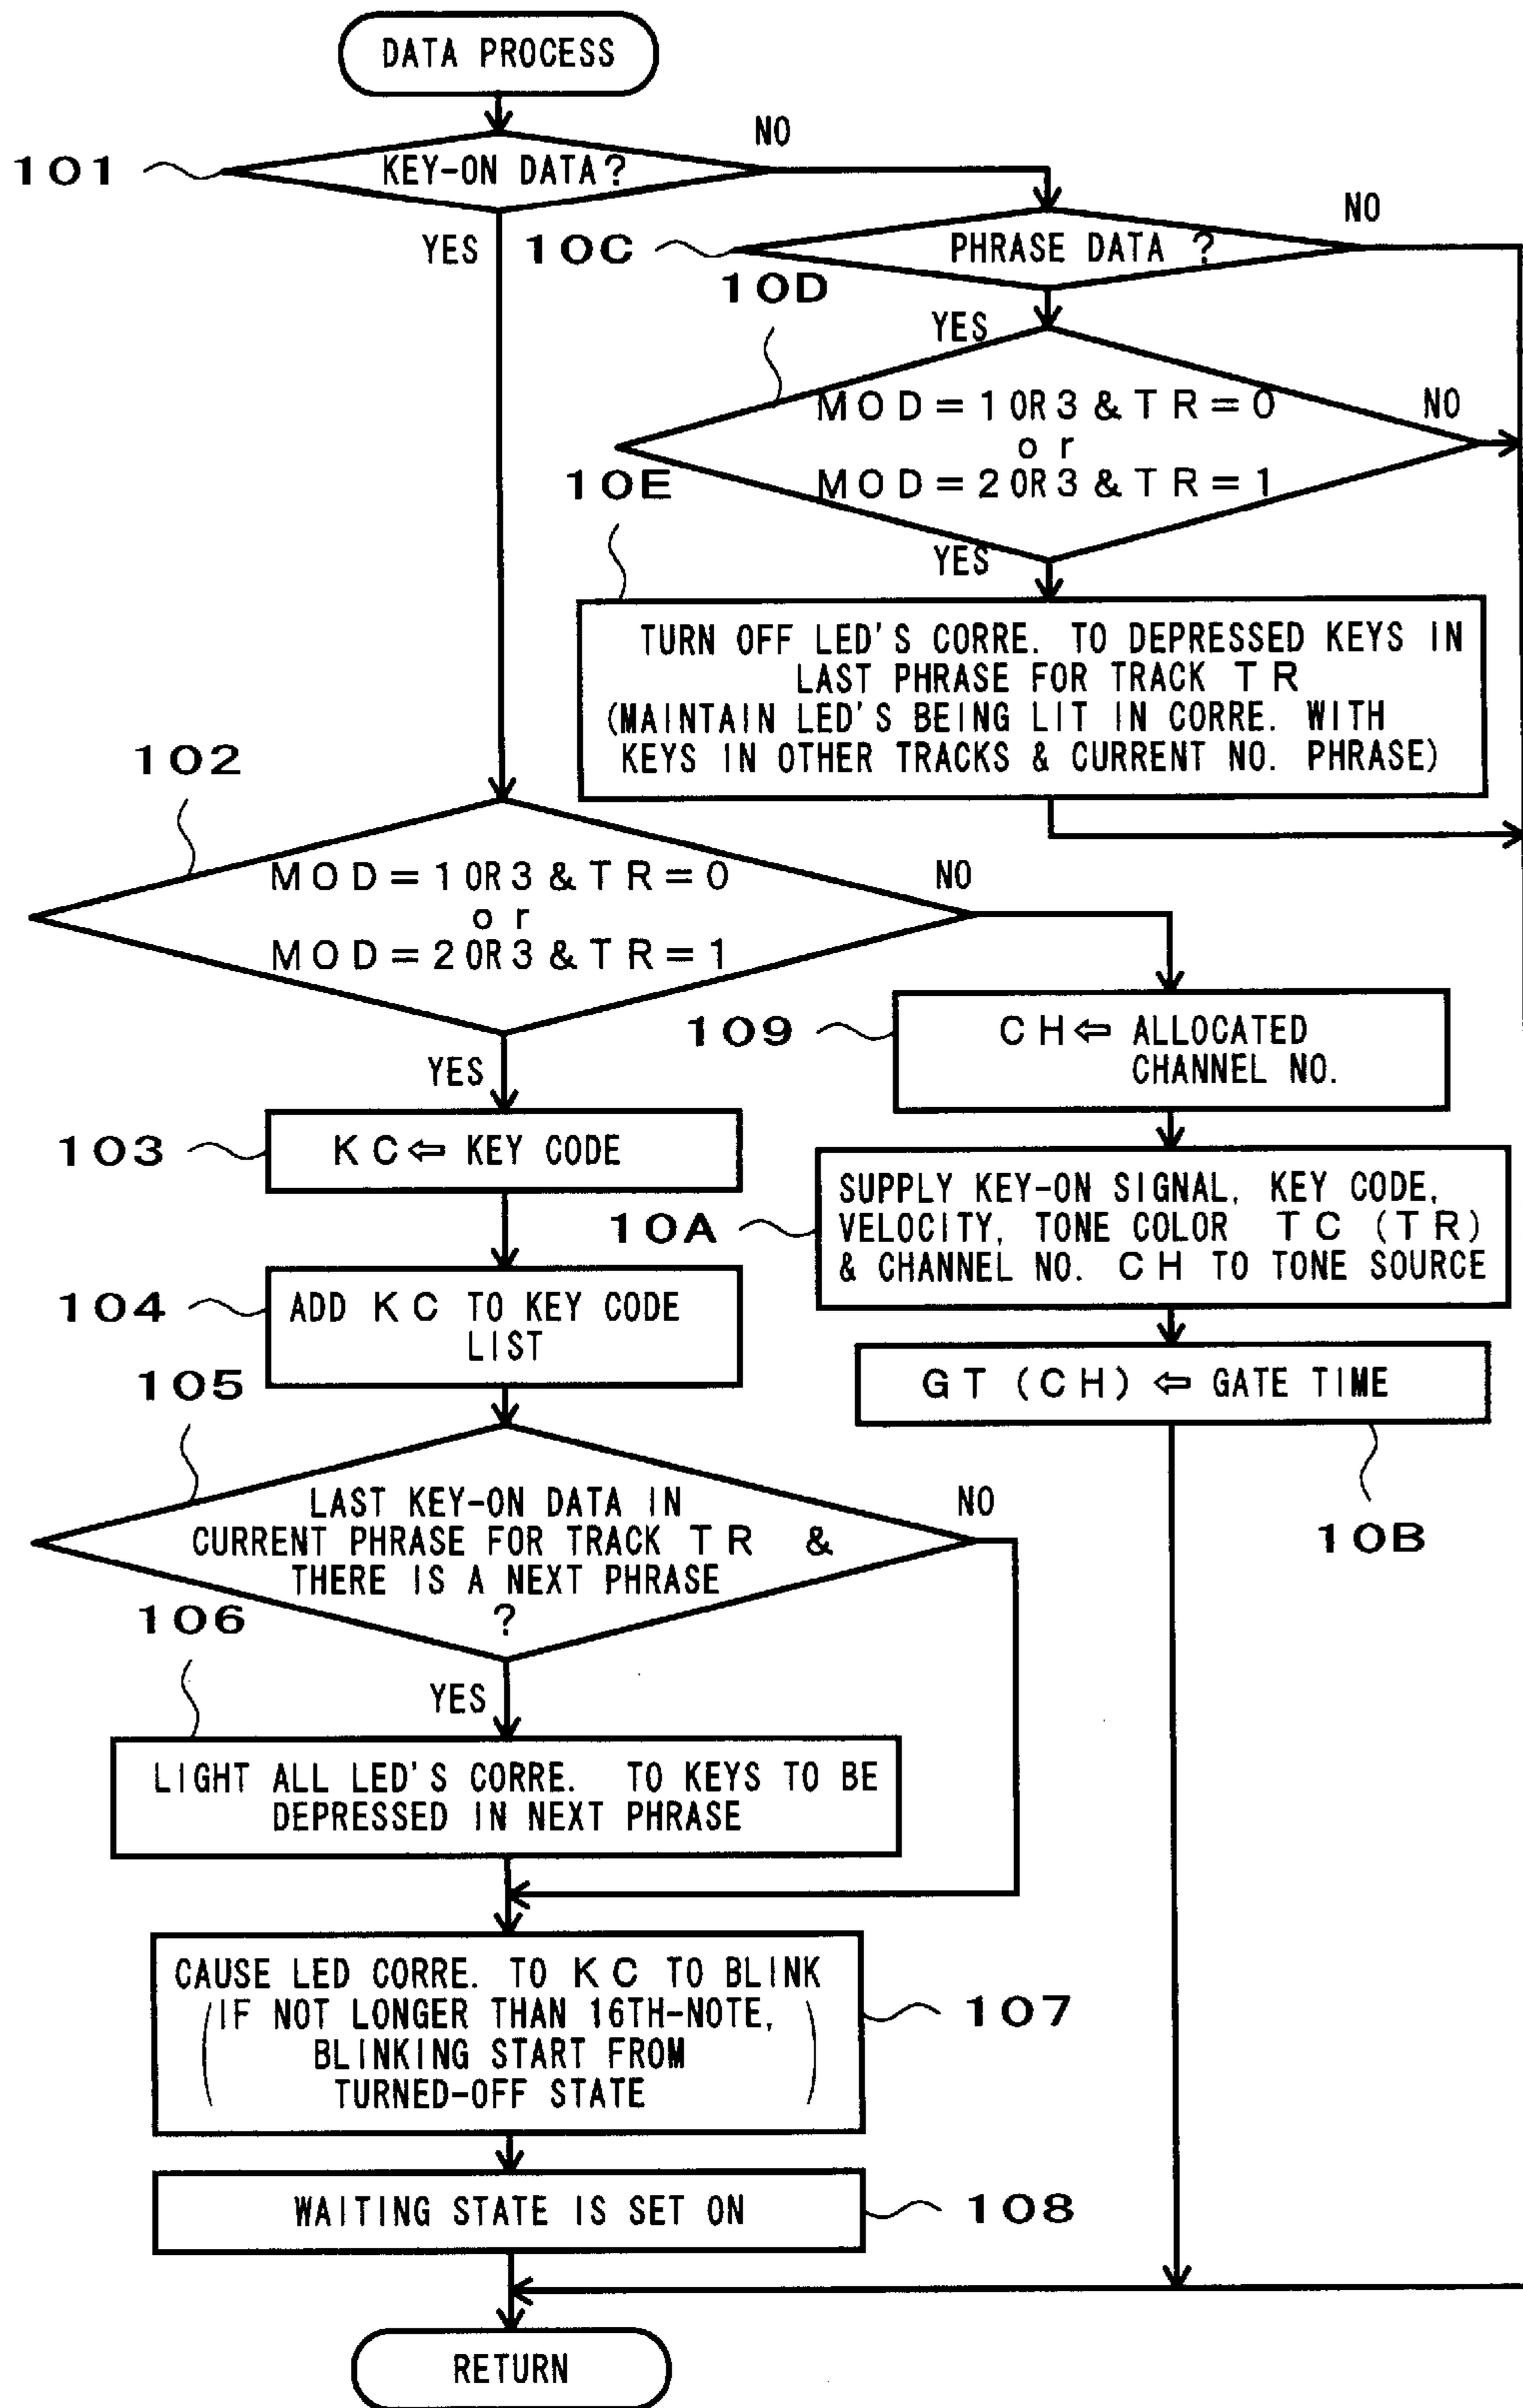 DATA PROCESS
101
KEY-ON DATA?
NO
YES
10C
PHRASE DATA ?
NO
10D
YES
MOD=1OR3&TR=0
or
MOD=2OR3&TR=1
NO
10E
YES
TURN OFF LED'S CORRE. TO DEPRESSED KEYS IN
LAST PHRASE FOR TRACK TR
(MAINTAIN LED'S BEING LIT IN CORRE. WITH
KEYS IN OTHER TRACKS & CURRENT NO. PHRASE)
102
MOD=1OR3&TR=0
or
MOD=2OR3&TR=1
NO
YES
109
CH⇦ ALLOCATED
CHANNEL NO.
103
KC⇦ KEY CODE
10A
SUPPLY KEY-ON SIGNAL, KEY CODE,
VELOCITY, TONE COLOR TC (TR)
& CHANNEL NO. CH TO TONE SOURCE
104
ADD KC TO KEY CODE
LIST
GT (CH) ⇦ GATE TIME
10B
105
LAST KEY-ON DATA IN
CURRENT PHRASE FOR TRACK TR &
THERE IS A NEXT PHRASE
?
NO
106
YES
LIGHT ALL LED'S CORRE. TO KEYS TO BE
DEPRESSED IN NEXT PHRASE
CAUSE LED CORRE. TO KC TO BLINK
(IF NOT LONGER THAN 16TH-NOTE,
BLINKING START FROM
TURNED-OFF STATE)
107
WAITING STATE IS SET ON
108
RETURN